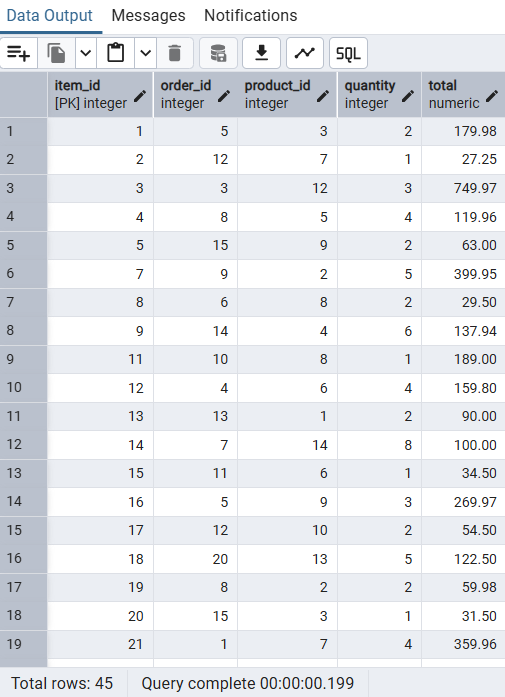 Data Output Messages Notifications
SQL
item_id order_id product_id quantity total
[PK] integer integer integer integer numeric
1 1 5 3 2 179.98
2 2 12 7 1 27.25
3 3 3 12 3 749.97
4 4 8 5 4 119.96
5 5 15 9 2 63.00
6 7 9 2 5 399.95
7 8 6 8 2 29.50
8 9 14 4 6 137.94
9 11 10 8 1 189.00
10 12 4 6 4 159.80
11 13 13 1 2 90.00
12 14 7 14 8 100.00
13 15 11 6 1 34.50
14 16 5 9 3 269.97
15 17 12 10 2 54.50
16 18 20 13 5 122.50
17 19 8 2 2 59.98
18 20 15 3 1 31.50
19 21 1 7 4 359.96
Total rows: 45 Query complete 00:00:00.199